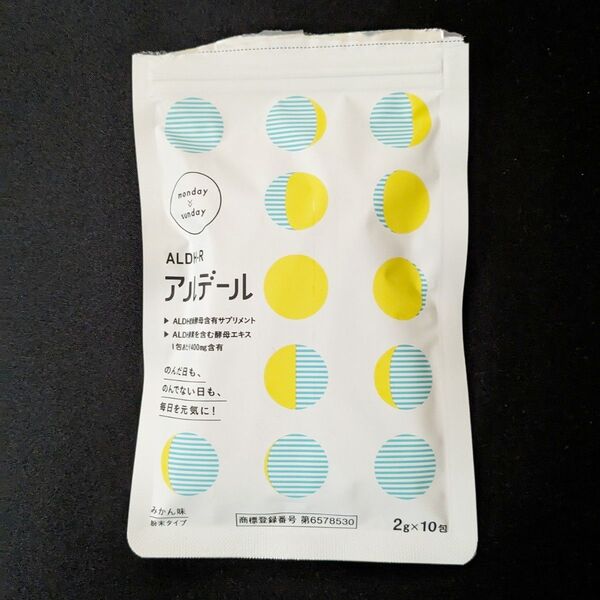 monday
sunday
ALDH-R
アルデール
▶ ALDH酵素酵母含有サプリメント
▶ ALDH酵素を含む酵母エキス
1包あたり400mg含有
のんだ日も、
のんでない日も、
毎日を元気に！
みかん味
粉末タイプ
商標登録番号 第6578530
2g×10包